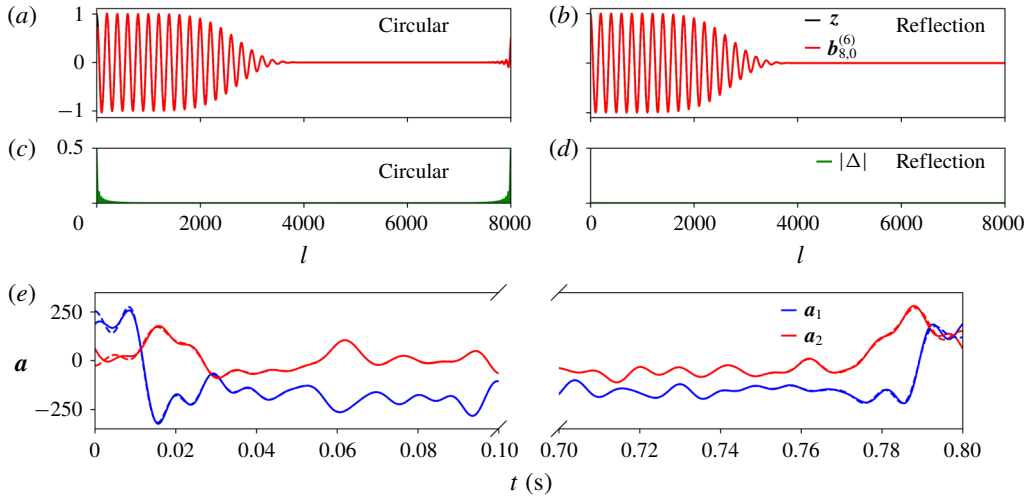 (a) 1 0 −1 Circular
(b) z b(6)8,0 Reflection
(c) 0.5 Circular
(d) |Δ| Reflection
0 2000 4000 6000 8000
0 2000 4000 6000 8000
l l
(e) 250 0 −250 a
a1
a2
0 0.02 0.04 0.06 0.08 0.10 0.70 0.72 0.74 0.76 0.78 0.80
t (s)